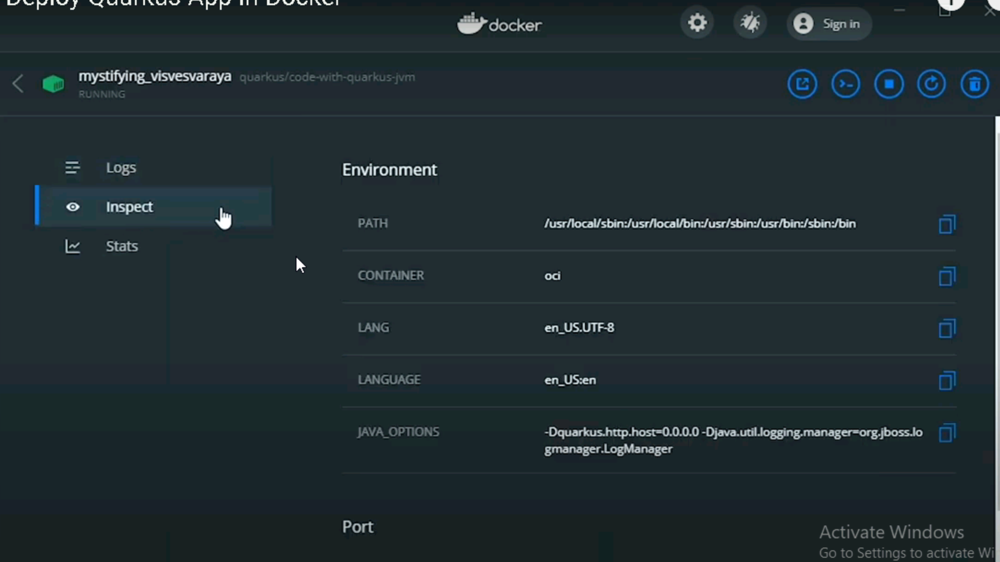 Deploy Quarkus App in Docker
docker
Sign in
mystifying_visvesvaraya quarkus/code-with-quarkus-jvm
RUNNING
Logs
Inspect
Stats
Environment
PATH /usr/local/sbin:/usr/local/bin:/usr/sbin:/usr/bin:/sbin:/bin
CONTAINER oci
LANG en_US.UTF-8
LANGUAGE en_US:en
JAVA_OPTIONS -Dquarkus.http.host=0.0.0.0 -Djava.util.logging.manager=org.jboss.lo
gmanager.LogManager
Port
Activate Windows
Go to Settings to activate Wi